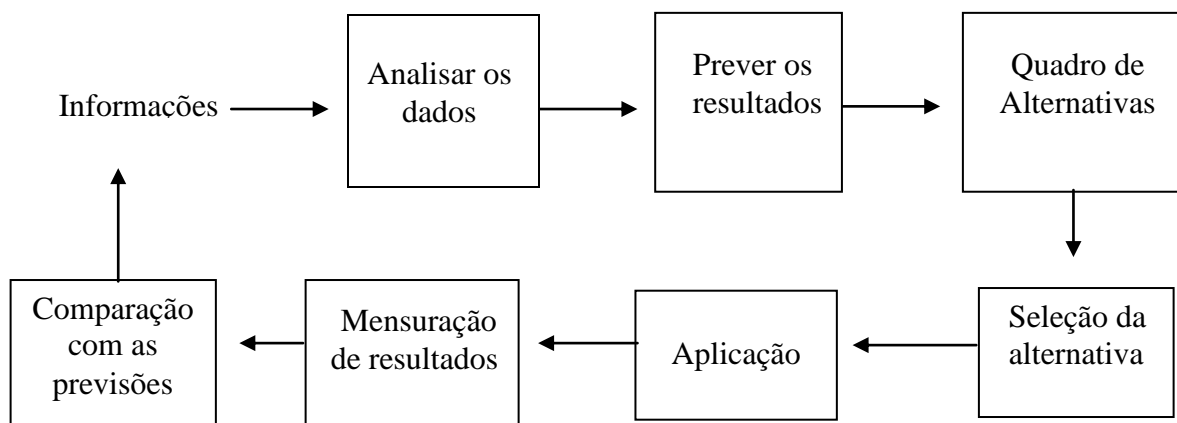 Informações
Analisar os
dados
Prever os
resultados
Quadro de
Alternativas
Seleção da
alternativa
Aplicação
Mensuração
de resultados
Comparação
com as
previsões